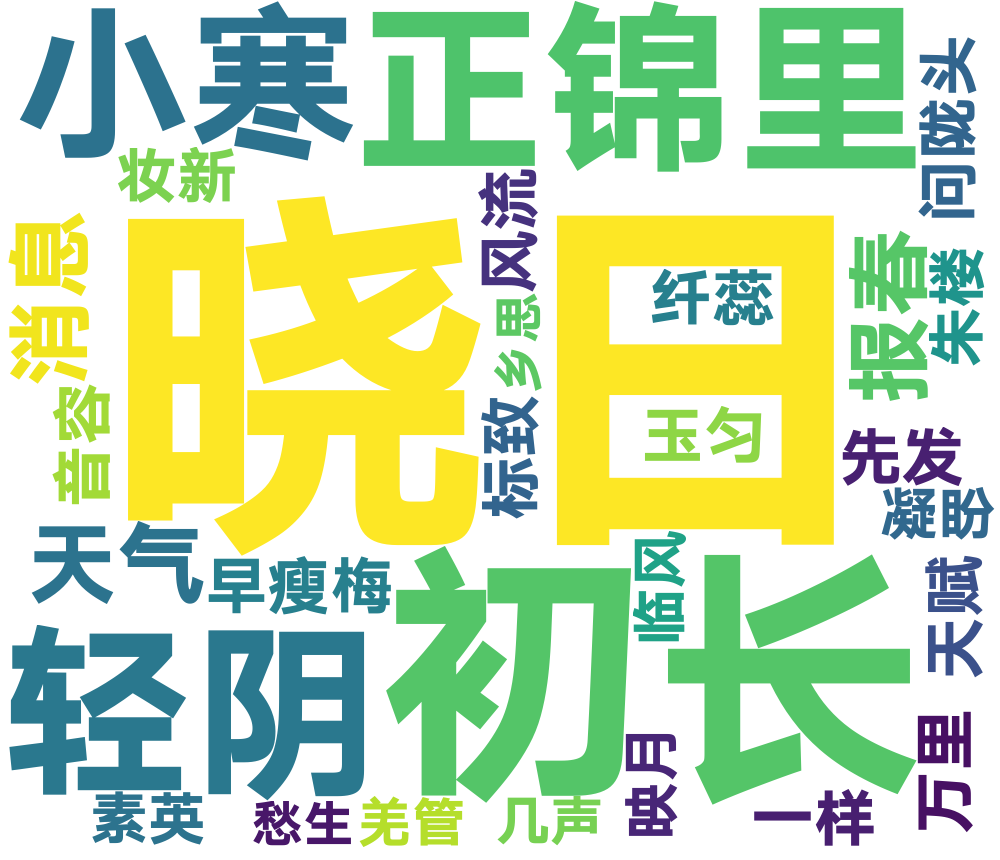 小寒
正锦里
问陇头
妆新
风流
消息
晓日
纤蕊
报春
朱楼
乡思
音容
标致
玉匀
先发
凝盼
天气
早瘦梅
临风
天赋
轻阴
初长
映月
万里
素英
愁生
羌管
几声
一样